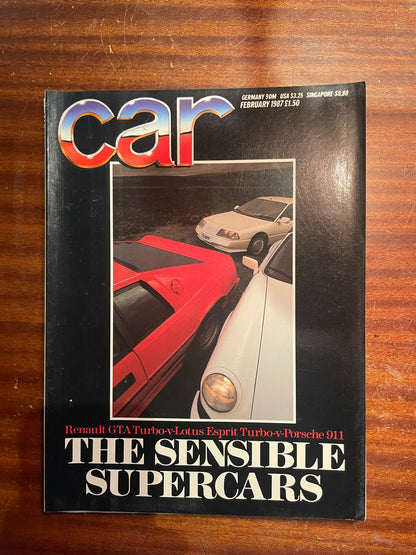 GERMANY 9DM USA $3.25 SINGAPORE $8.80
FEBRUARY 1987 £1.50
car
Renault GTA Turbo-v-Lotus Esprit Turbo-v-Porsche 911
THE SENSIBLE
SUPERCARS